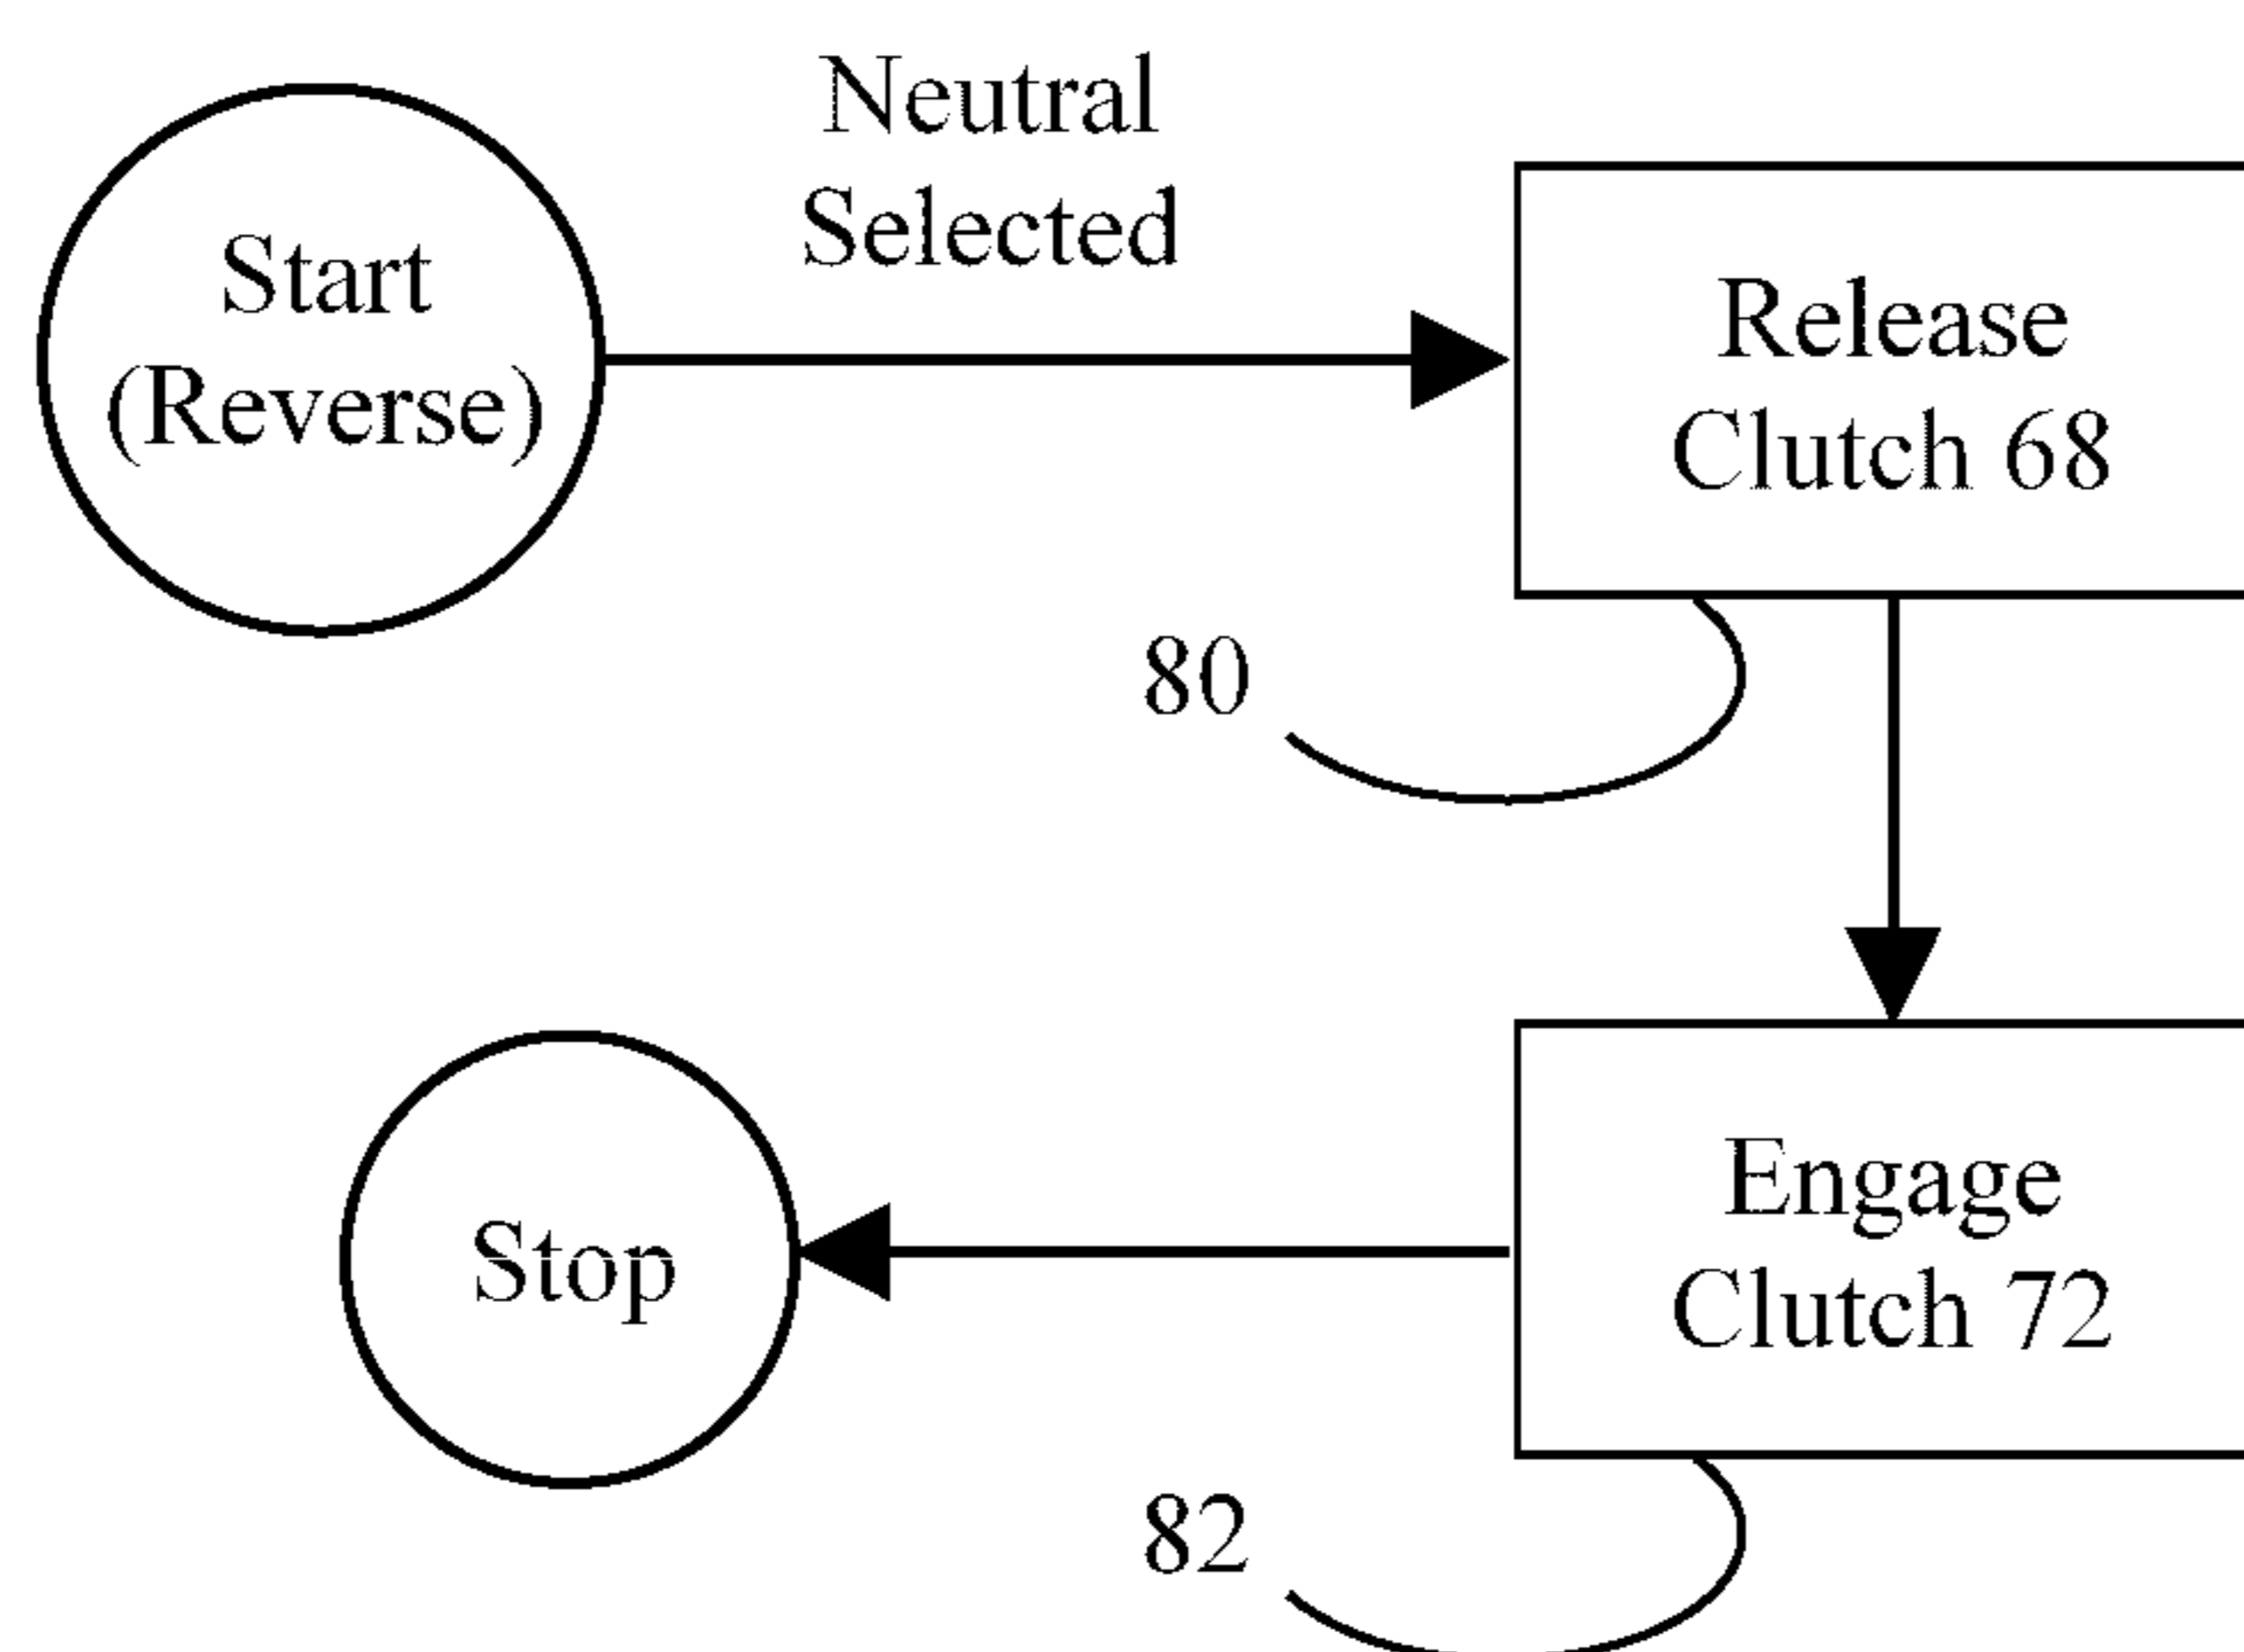 Start
(Reverse)
Neutral
Selected
Release
Clutch 68
80
Engage
Clutch 72
Stop
82